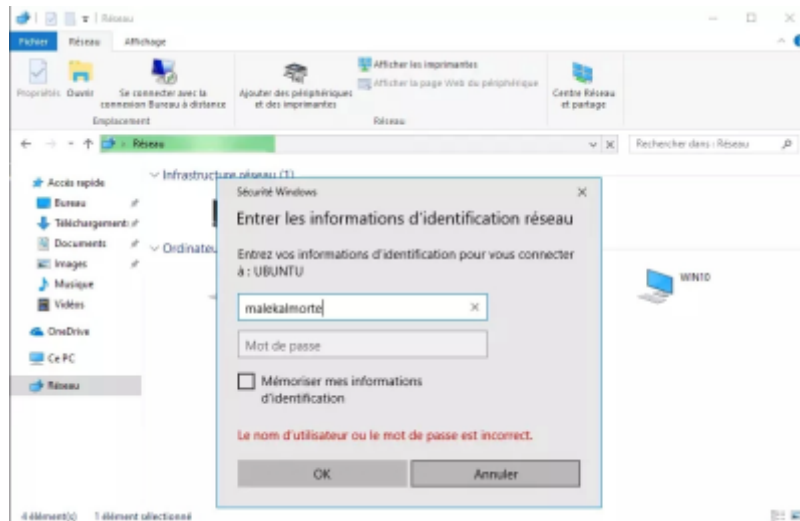 Réseau
Fichier Réseau Affichage
Propriétés Ouvrir Se connecter avec la connexion Bureau à distance
Ajouter des périphériques et des imprimantes
Afficher les imprimantes
Afficher la page Web du périphérique
Centre Réseau et partage
Emplacement Réseau
Réseau
Rechercher dans : Réseau
Accès rapide
Bureau
Téléchargements
Documents
Images
Musique
Vidéos
OneDrive
Ce PC
Réseau
Infrastructure réseau (1)
Ordinateu
WIN10
Sécurité Windows
Entrer les informations d'identification réseau
Entrez vos informations d'identification pour vous connecter
à : UBUNTU
malekalmorte
Mot de passe
Mémoriser mes informations
d'identification
Le nom d'utilisateur ou le mot de passe est incorrect.
OK Annuler
4 élément(s) 1 élément sélectionné